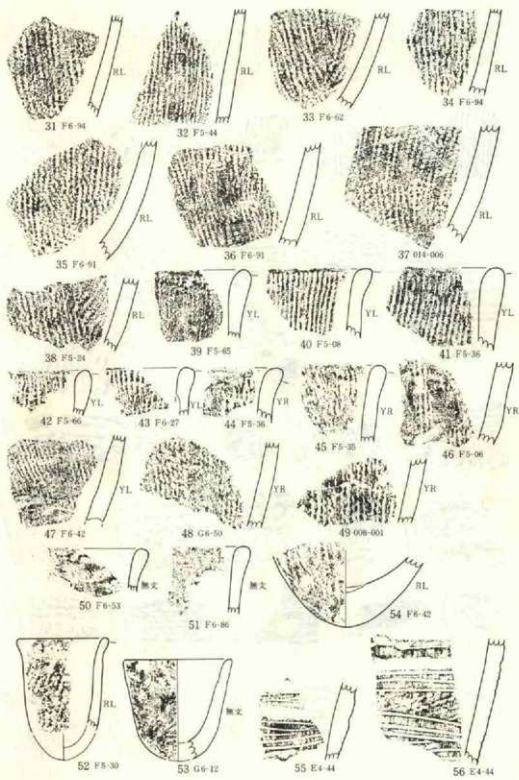 RL RL RL RL
31 F6-94 32 F5-44 33 F6-62 34 F6-94
RL RL RL
35 F6-91 36 F6-91 37 014-006
RL YL YL YL
38 F5-24 39 F5-65 40 F5-08 41 F5-36
YL YL YR YR YR
42 F5-66 43 F6-27 44 F5-36 45 F5-35 46 F5-06
YL YR YR
47 F6-42 48 G6-50 49 008-001
無文 無文 RL
50 F6-53 51 F6-86 54 F6-42
RL 無文
52 F5-30 53 G6-12 55 E4-44 56 E4-44